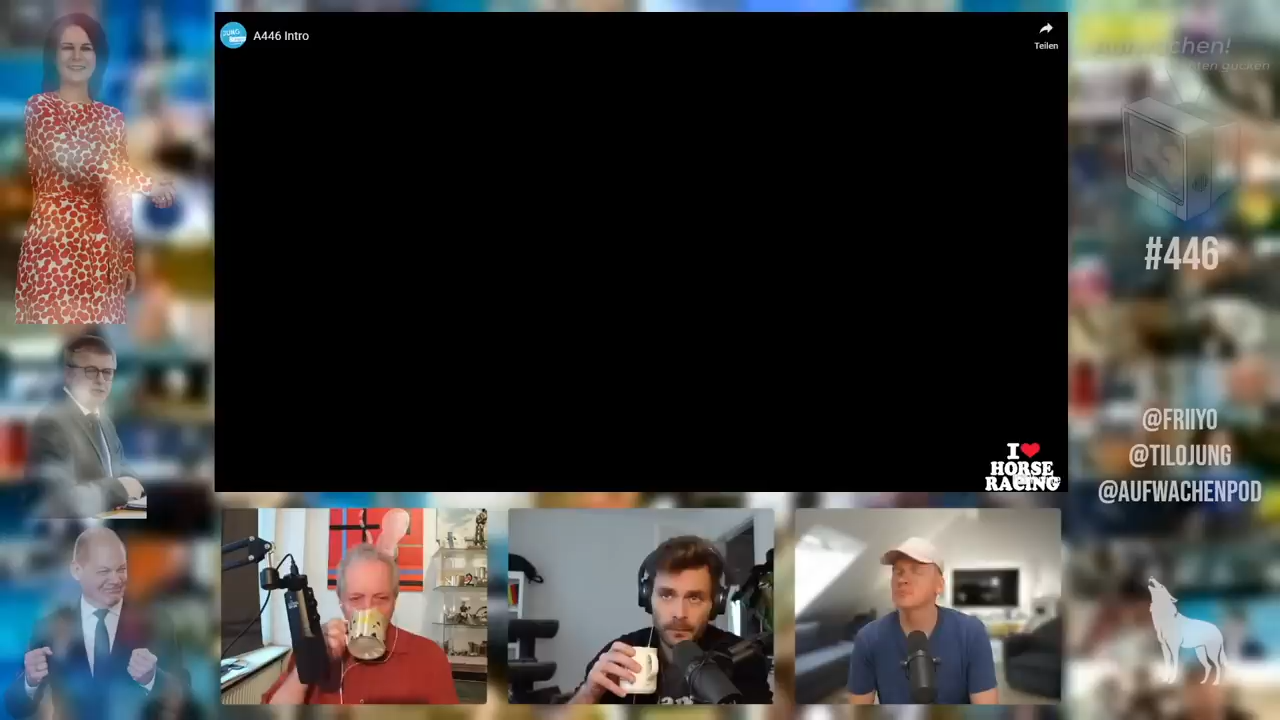 A446 Intro
Teilen
#446
I
HORSE
RACING
@FRIIYO
@TILOJUNG
@AUFWACHENPOD